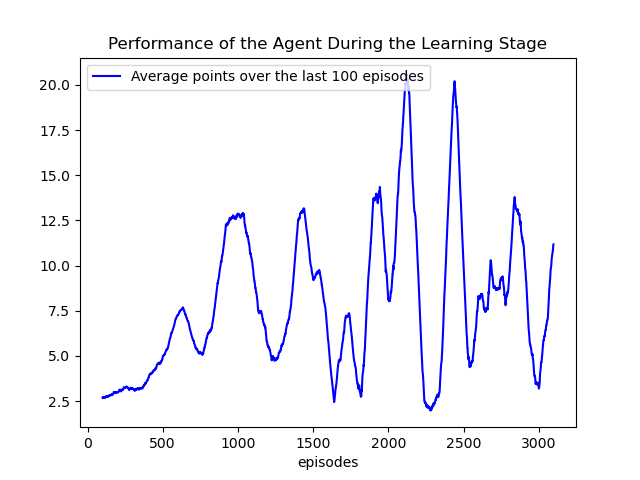 Performance of the Agent During the Learning Stage
Average points over the last 100 episodes
20.0
17.5
15.0
12.5
10.0
7.5
5.0
2.5
0 500 1000 1500 2000 2500 3000
episodes